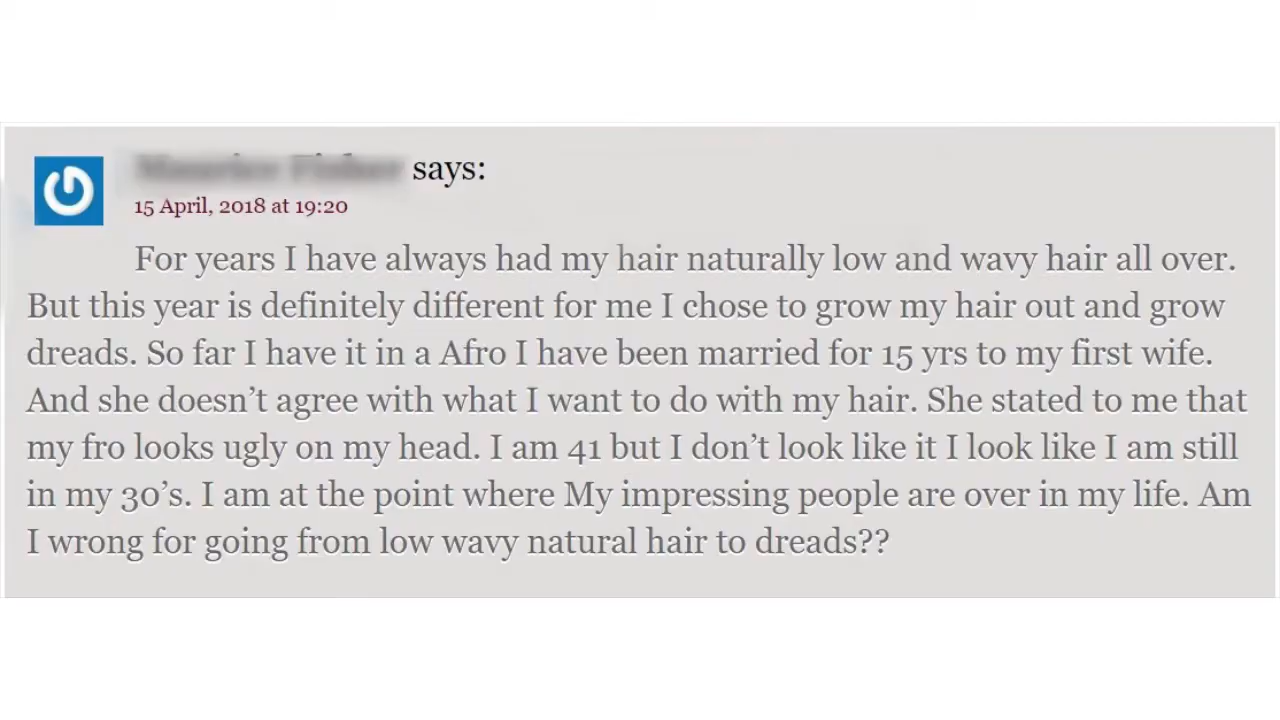 says:
15 April, 2018 at 19:20
For years I have always had my hair naturally low and wavy hair all over.
But this year is definitely different for me I chose to grow my hair out and grow
dreads. So far I have it in a Afro I have been married for 15 yrs to my first wife.
And she doesn’t agree with what I want to do with my hair. She stated to me that
my fro looks ugly on my head. I am 41 but I don’t look like it I look like I am still
in my 30’s. I am at the point where My impressing people are over in my life. Am
I wrong for going from low wavy natural hair to dreads??